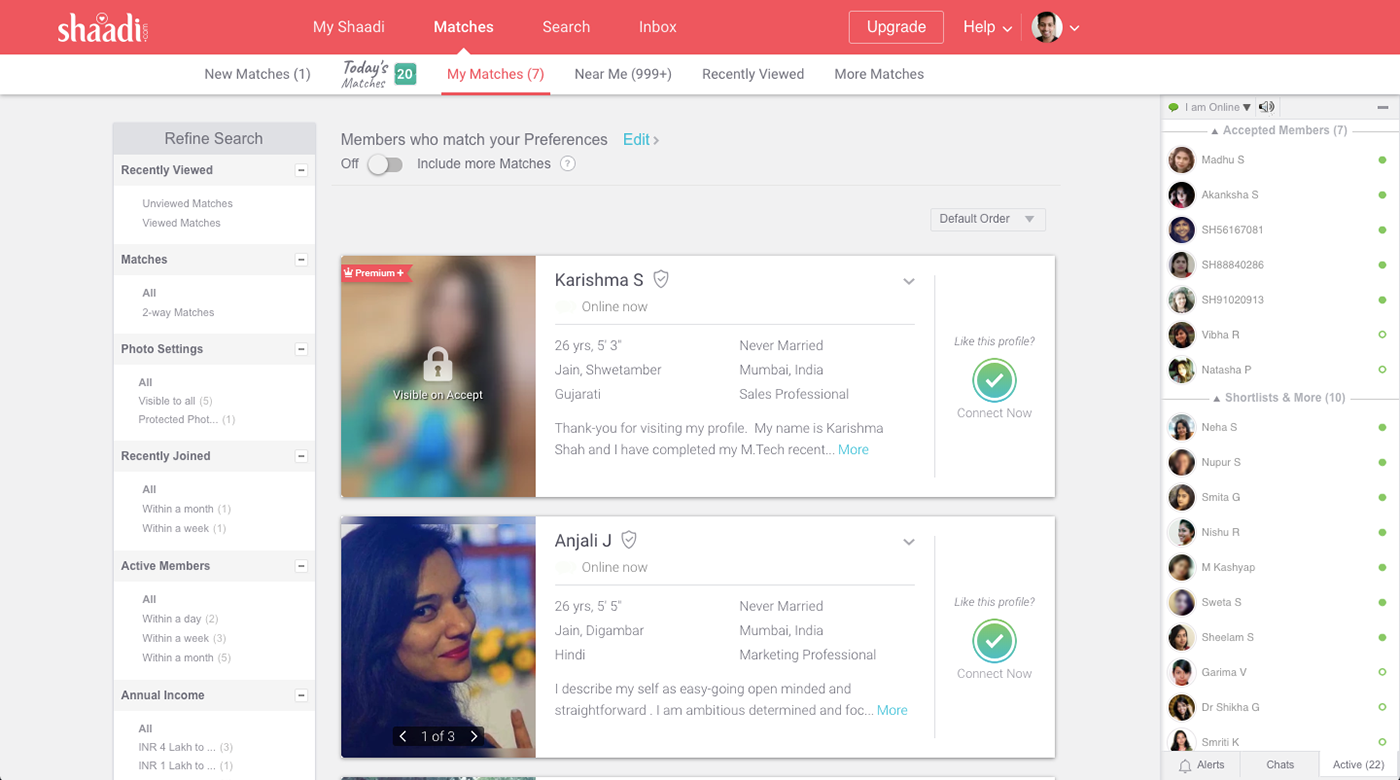 shaadi.com
My Shaadi
Matches
Search
Inbox
Upgrade
Help
New Matches (1)
Today's
Matches
20
My Matches (7)
Near Me (999+)
Recently Viewed
More Matches
Refine Search
Recently Viewed
Unviewed Matches
Viewed Matches
Matches
All
2-way Matches
Photo Settings
All
Visible to all (5)
Protected Phot... (1)
Recently Joined
All
Within a month (1)
Within a week (1)
Active Members
All
Within a day (2)
Within a week (3)
Within a month (5)
Annual Income
All
INR 4 Lakh to ... (3)
INR 1 Lakh to ... (1)
Members who match your Preferences Edit >
Off Include more Matches ?
Default Order
Premium +
Visible on Accept
Karishma S
Online now
26 yrs, 5' 3" Never Married
Jain, Shwetamber Mumbai, India
Gujarati Sales Professional
Thank-you for visiting my profile. My name is Karishma
Shah and I have completed my M.Tech recent... More
Like this profile?
Connect Now
1 of 3
Anjali J
Online now
26 yrs, 5' 5" Never Married
Jain, Digambar Mumbai, India
Hindi Marketing Professional
I describe my self as easy-going open minded and
straightforward . I am ambitious determined and foc... More
Like this profile?
Connect Now
I am Online
Accepted Members (7)
Madhu S
Akanksha S
SH56167081
SH88840286
SH91020913
Vibha R
Natasha P
Shortlists & More (10)
Neha S
Nupur S
Smita G
Nishu R
M Kashyap
Sweta S
Sheelam S
Garima V
Dr Shikha G
Smriti K
Alerts
Chats
Active (22)